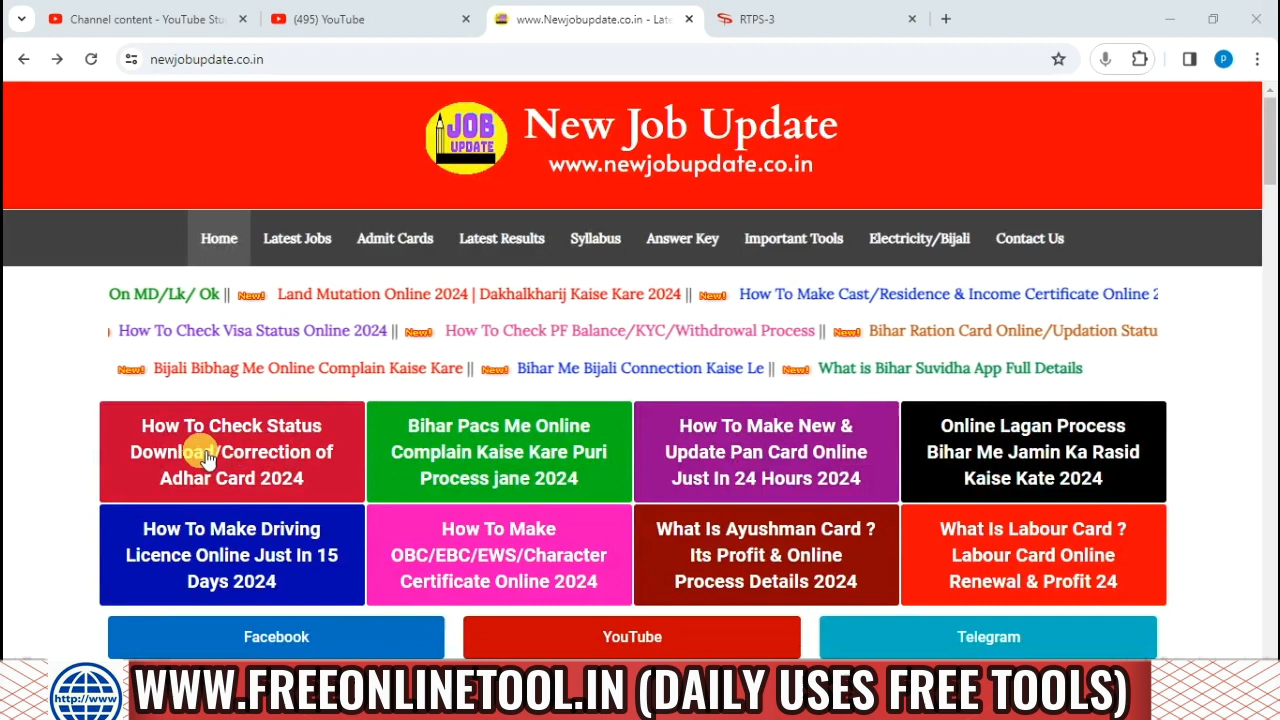 Channel content - YouTube Stu
(495) YouTube
www.Newjobupdate.co.in - Late
RTPS-3
newjobupdate.co.in
P
JOB
UPDATE
New Job Update
www.newjobupdate.co.in
Home Latest Jobs Admit Cards Latest Results Syllabus Answer Key Important Tools Electricity/Bijali Contact Us
On MD/Lk/ Ok || New! Land Mutation Online 2024 | Dakhalkharij Kaise Kare 2024 || New! How To Make Cast/Residence & Income Certificate Online 2
How To Check Visa Status Online 2024 || New! How To Check PF Balance/KYC/Withdrowal Process || New! Bihar Ration Card Online/Updation Statu
New! Bijali Bibhag Me Online Complain Kaise Kare || New! Bihar Me Bijali Connection Kaise Le || New! What is Bihar Suvidha App Full Details
How To Check Status
Download/Correction of
Adhar Card 2024
Bihar Pacs Me Online
Complain Kaise Kare Puri
Process jane 2024
How To Make New &
Update Pan Card Online
Just In 24 Hours 2024
Online Lagan Process
Bihar Me Jamin Ka Rasid
Kaise Kate 2024
How To Make Driving
Licence Online Just In 15
Days 2024
How To Make
OBC/EBC/EWS/Character
Certificate Online 2024
What Is Ayushman Card ?
Its Profit & Online
Process Details 2024
What Is Labour Card ?
Labour Card Online
Renewal & Profit 24
Facebook
YouTube
Telegram
http://www
WWW.FREEONLINETOOL.IN (DAILY USES FREE TOOLS)